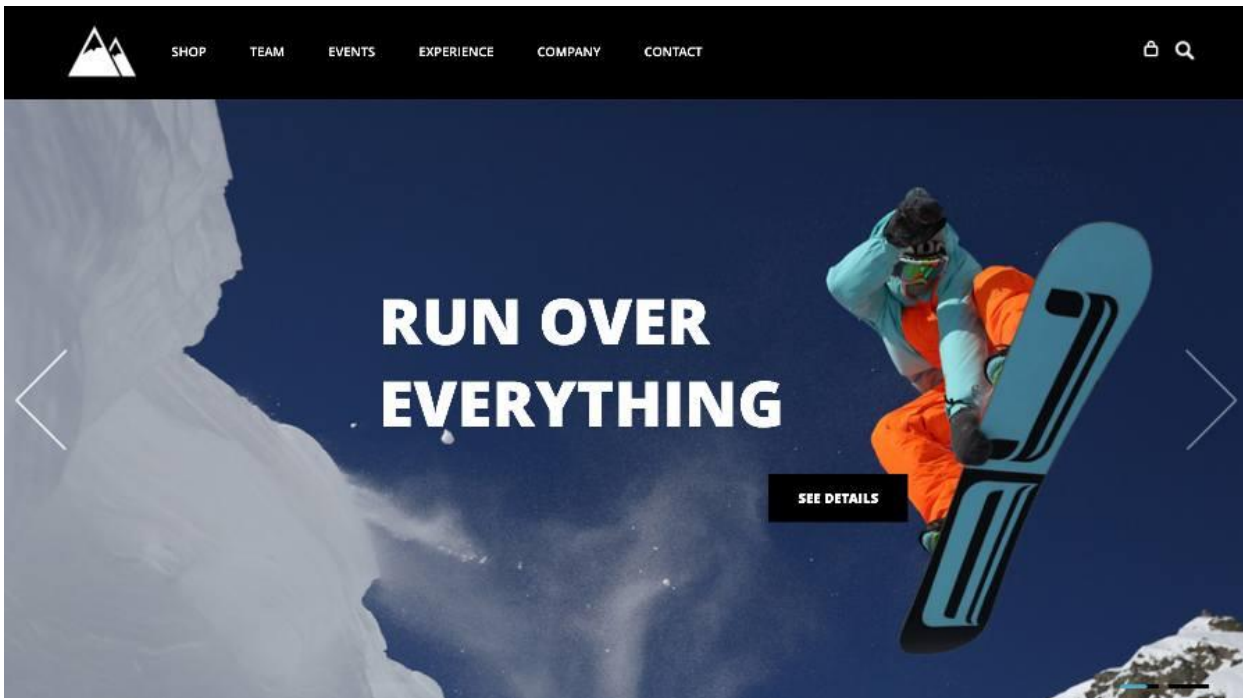 SHOP
TEAM
EVENTS
EXPERIENCE
COMPANY
CONTACT
RUN OVER
EVERYTHING
SEE DETAILS